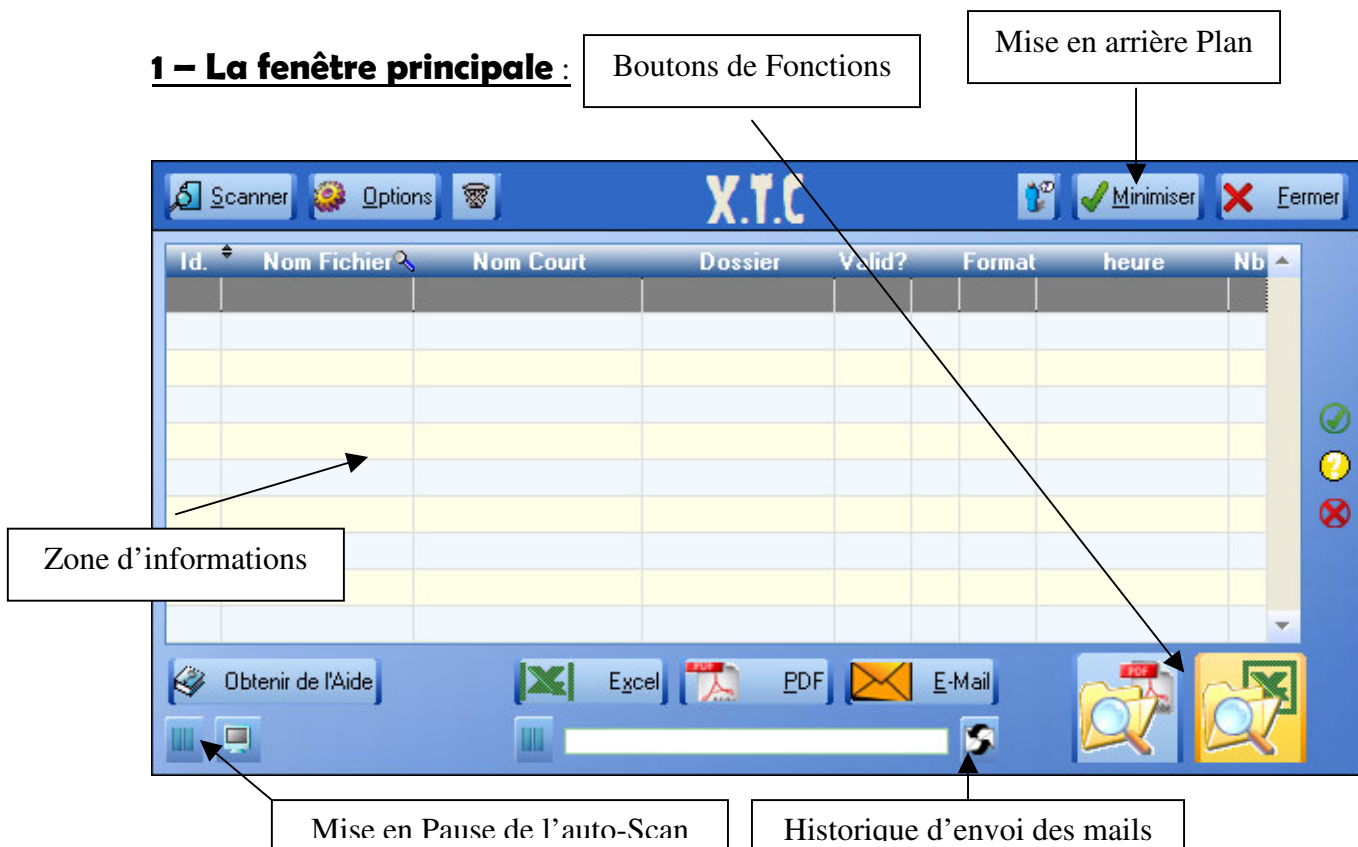 Mise en arrière Plan
1 – La fenêtre principale :
Boutons de Fonctions
Scanner Options X.T.C Minimiser Fermer
Id. Nom Fichier Nom Court Dossier Valid? Format heure Nb
Zone d’informations
Obtenir de l'Aide Excel PDF E-Mail
Mise en Pause de l’auto-Scan
Historique d’envoi des mails